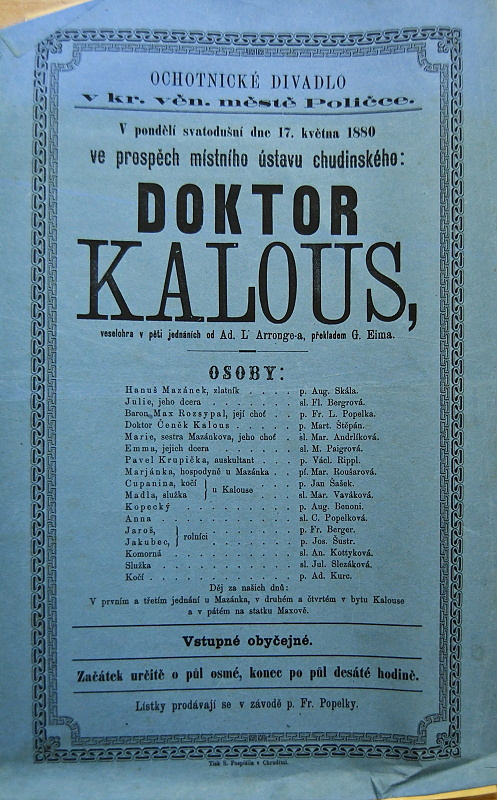 OCHOTNICKÉ DIVADLO
v kr. věn. městě Poličce.
V pondělí svatodušní dne 17. května 1880
ve prospěch místního ústavu chudinského:
DOKTOR
KALOUS,
veselohra v pěti jednáních od Ad. L' Arronge-a, překladem G. Eima.
OSOBY:
Hanuš Mazánek, zlatník . . . . p. Aug. Skála.
Julie, jeho dcera . . . . . . . sl. Fl. Bergrová.
Baron Max Rozsypal, její choť . . p. Fr. L. Popelka.
Doktor Čeněk Kalous . . . . . p. Mart. Štěpán.
Marie, sestra Mazánkova, jeho choť . sl. Mar. Andrlíková.
Emma, jejich dcera . . . . . . sl. M. Paigrová.
Pavel Krupička, auskultant . . . p. Václ. Rippl.
Marjánka, hospodyně u Mazánka . . pí. Mar. Roušarová.
Cupanina, kočí } u Kalouse . . . . p. Jan Šašek.
Madla, služka } sl. Mar. Vaváková.
Kopecký . . . . . . . . . p. Aug. Benoni.
Anna . . . . . . . . . . sl. C. Popelková.
Jaroš, } rolníci . . . . . . p. Fr. Berger.
Jakubec, } p. Jos. Šustr.
Komorná . . . . . . . . . sl. An. Kottyková.
Služka . . . . . . . . . . sl. Jul. Slezáková.
Kočí . . . . . . . . . . p. Ad. Kurc.
Děj za našich dnů:
V prvním a třetím jednání u Mazánka, v druhém a čtvrtém v bytu Kalouse
a v pátém na statku Maxově.
Vstupné obyčejné.
Začátek určitě o půl osmé, konec po půl desáté hodině.
Lístky prodávají se v závodě p. Fr. Popelky.
Tisk S. Pospíšila v Chrudimi.